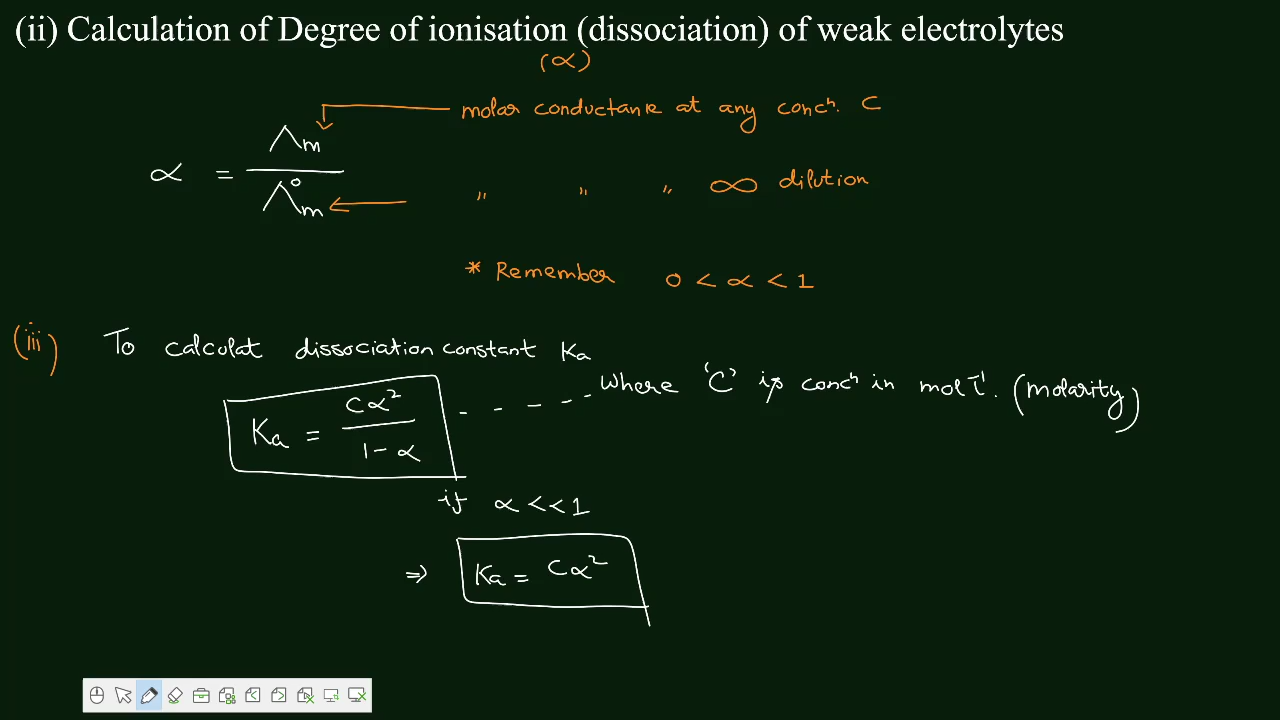 (ii) Calculation of Degree of ionisation (dissociation) of weak electrolytes
(α)
molar conductance at any concn. C
α = Λm / Λ°m
" " " ∞ dilution
* Remember 0 < α < 1
(iii) To calculat dissociation constant Ka
Ka = Cα² / 1 - α - - - - - where 'C' is concn in mol L⁻¹. (molarity)
if α << 1
⇒ Ka = Cα²